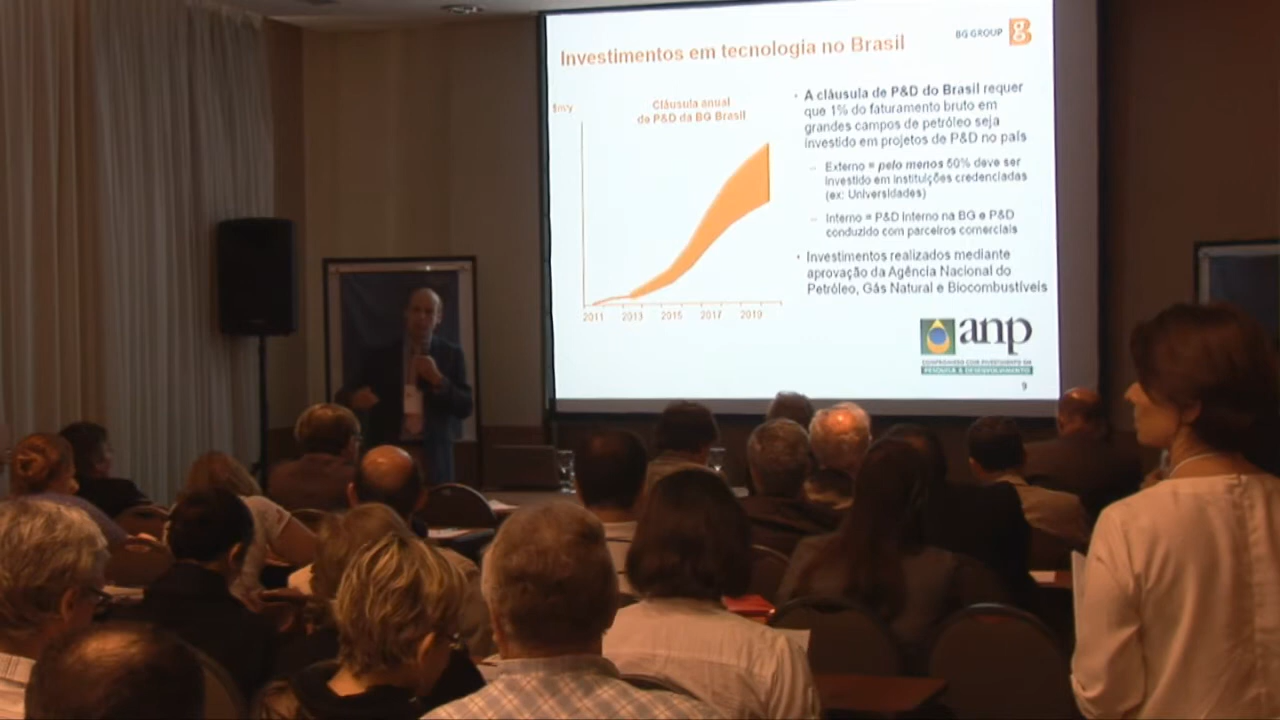 Investimentos em tecnologia no Brasil
BG GROUP
Cláusula anual
de P&D da BG Brasil
2011 2013 2015 2017 2019
• A cláusula de P&D do Brasil requer
que 1% do faturamento bruto em
grandes campos de petróleo seja
investido em projetos de P&D no país
– Externo = pelo menos 50% deve ser
investido em instituições credenciadas
(ex: Universidades)
– Interno = P&D interno na BG e P&D
conduzido com parceiros comerciais
• Investimentos realizados mediante
aprovação da Agência Nacional do
Petróleo, Gás Natural e Biocombustíveis
anp
PESQUISA & DESENVOLVIMENTO
9